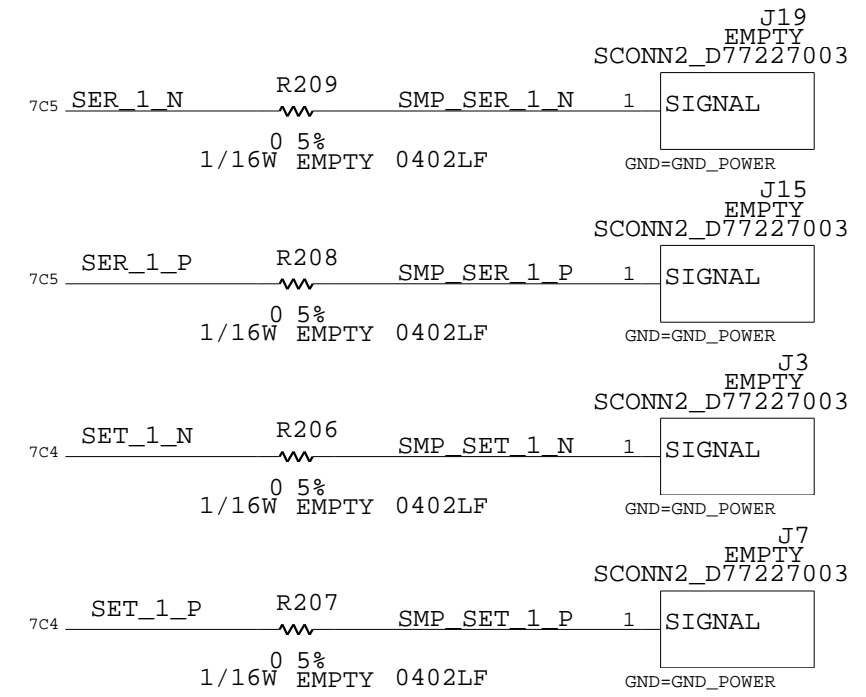 J19
EMPTY
SCONN2_D77227003
7C5 SER_1_N R209 SMP_SER_1_N 1 SIGNAL
0 5%
1/16W EMPTY 0402LF GND=GND_POWER
J15
EMPTY
SCONN2_D77227003
7C5 SER_1_P R208 SMP_SER_1_P 1 SIGNAL
0 5%
1/16W EMPTY 0402LF GND=GND_POWER
J3
EMPTY
SCONN2_D77227003
7C4 SET_1_N R206 SMP_SET_1_N 1 SIGNAL
0 5%
1/16W EMPTY 0402LF GND=GND_POWER
J7
EMPTY
SCONN2_D77227003
7C4 SET_1_P R207 SMP_SET_1_P 1 SIGNAL
0 5%
1/16W EMPTY 0402LF GND=GND_POWER